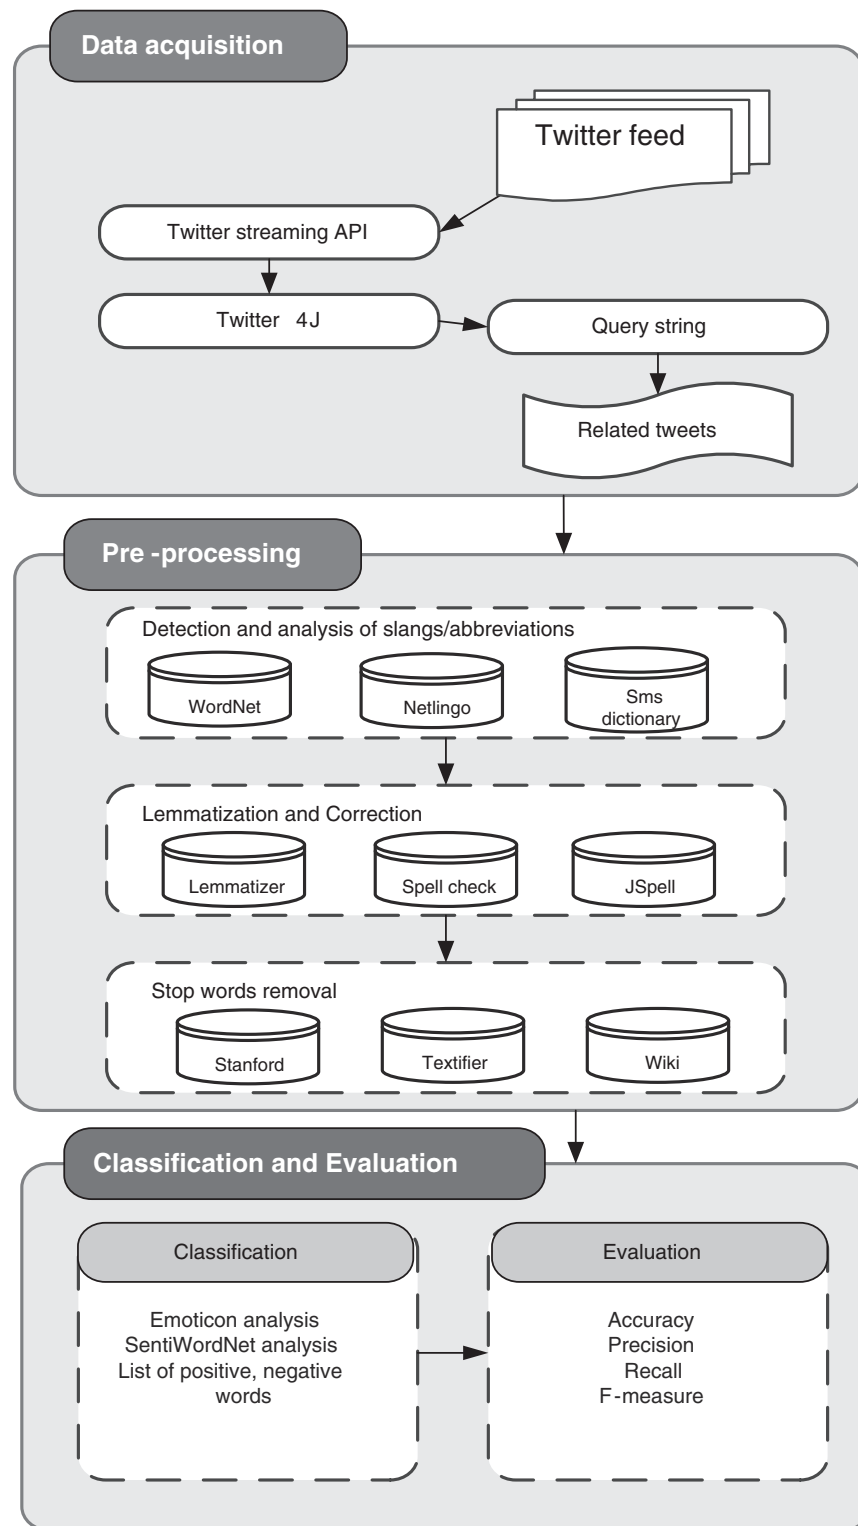 Data acquisition
Twitter feed
Twitter streaming API
Twitter 4J
Query string
Related tweets
Pre -processing
Detection and analysis of slangs/abbreviations
WordNet
Netlingo
Sms
dictionary
Lemmatization and Correction
Lemmatizer
Spell check
JSpell
Stop words removal
Stanford
Textifier
Wiki
Classification and Evaluation
Classification
Emoticon analysis
SentiWordNet analysis
List of positive, negative
words
Evaluation
Accuracy
Precision
Recall
F-measure